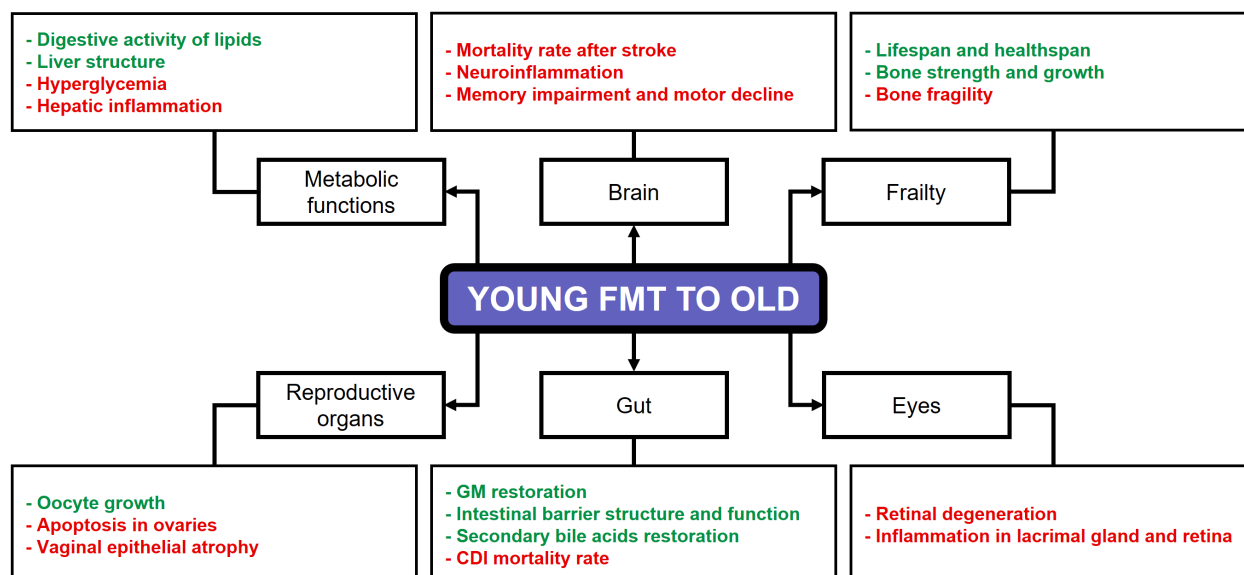 - Digestive activity of lipids
- Liver structure
- Hyperglycemia
- Hepatic inflammation
- Mortality rate after stroke
- Neuroinflammation
- Memory impairment and motor decline
- Lifespan and healthspan
- Bone strength and growth
- Bone fragility
Metabolic
functions
Brain
Frailty
YOUNG FMT TO OLD
Reproductive
organs
Gut
Eyes
- Oocyte growth
- Apoptosis in ovaries
- Vaginal epithelial atrophy
- GM restoration
- Intestinal barrier structure and function
- Secondary bile acids restoration
- CDI mortality rate
- Retinal degeneration
- Inflammation in lacrimal gland and retina